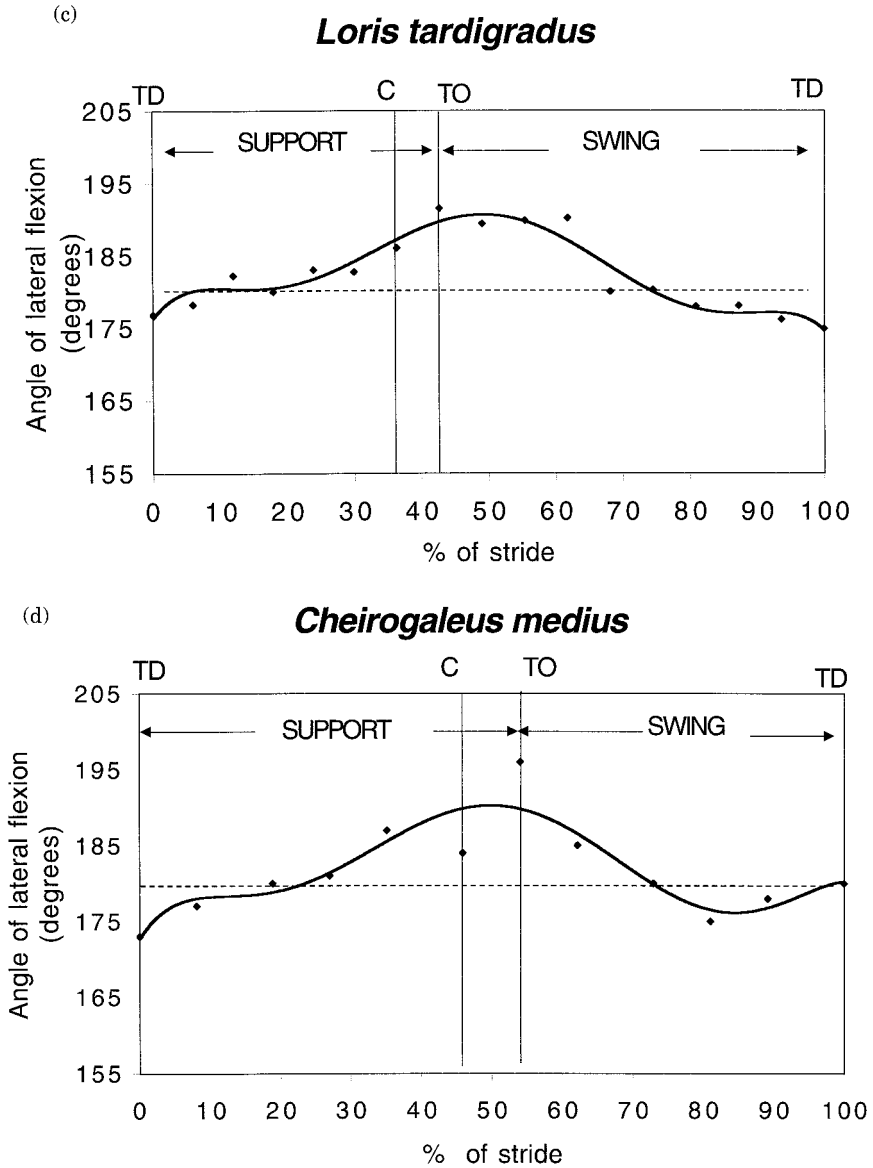 (c)
Loris tardigradus
TD C TO TD
205
195
185
175
165
155
SUPPORT SWING
Angle of lateral flexion
(degrees)
0 10 20 30 40 50 60 70 80 90 100
% of stride
(d)
Cheirogaleus medius
TD C TO TD
205
195
185
175
165
155
SUPPORT SWING
Angle of lateral flexion
(degrees)
0 10 20 30 40 50 60 70 80 90 100
% of stride